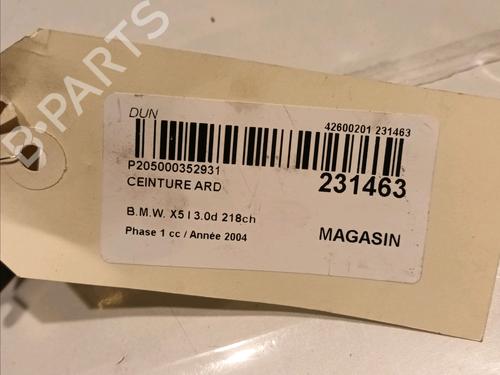 DUN
42600201 231463
P205000352931
CEINTURE ARD
231463
B.M.W. X5 I 3.0d 218ch
Phase 1 cc / Année 2004
MAGASIN
B-PARTS